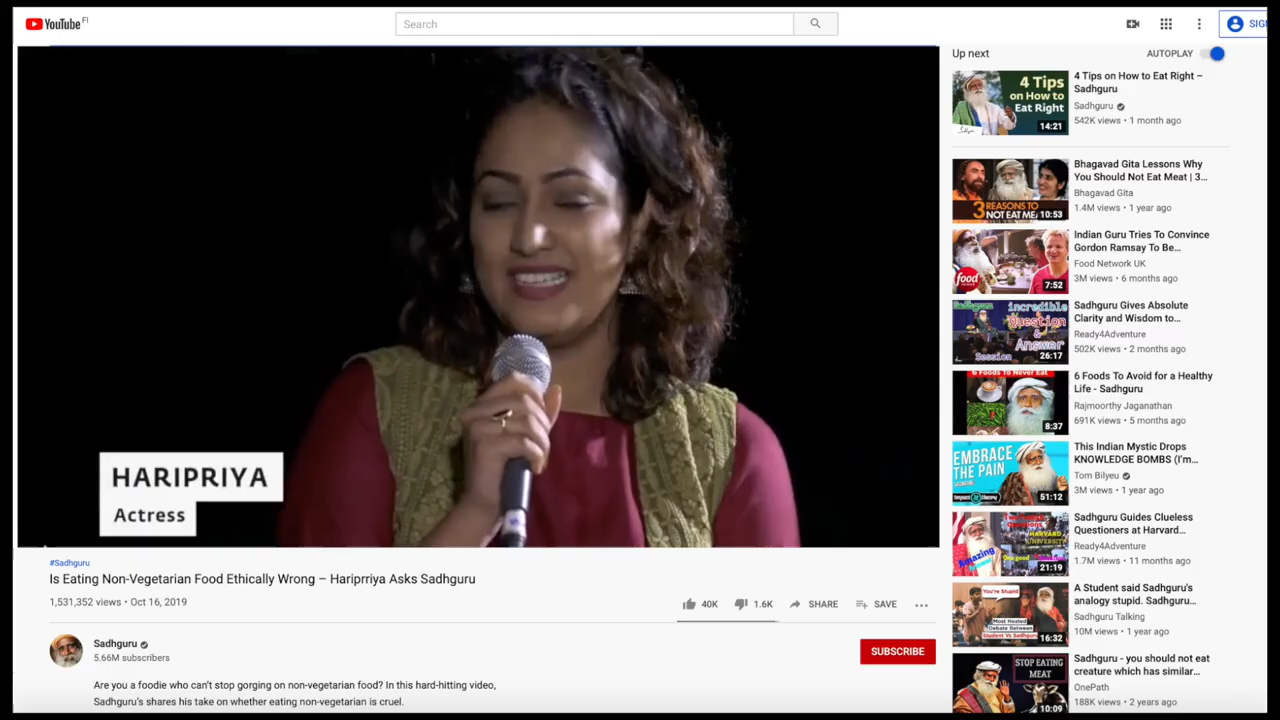 YouTube FI
Search
SIG
HARIPRIYA
Actress
#Sadhguru
Is Eating Non-Vegetarian Food Ethically Wrong – Hariprriya Asks Sadhguru
1,531,352 views • Oct 16, 2019
40K 1.6K SHARE SAVE
Sadhguru
5.66M subscribers
SUBSCRIBE
Are you a foodie who can't stop gorging on non-vegetarian food? In this hard-hitting video,
Sadhguru's shares his take on whether eating non-vegetarian is cruel.
Up next
AUTOPLAY
4 Tips
on How to
Eat Right
14:21
4 Tips on How to Eat Right –
Sadhguru
Sadhguru
542K views • 1 month ago
3 REASONS TO
NOT EAT ME
10:53
Bhagavad Gita Lessons Why
You Should Not Eat Meat | 3...
Bhagavad Gita
1.4M views • 1 year ago
food
7:52
Indian Guru Tries To Convince
Gordon Ramsay To Be...
Food Network UK
3M views • 6 months ago
Sadhguru
incredible
Question
&
Answer
Session
26:17
Sadhguru Gives Absolute
Clarity and Wisdom to...
Ready4Adventure
502K views • 2 months ago
6 Foods To Never Eat
8:37
6 Foods To Avoid for a Healthy
Life - Sadhguru
Rajmoorthy Jaganathan
691K views • 5 months ago
EMBRACE
THE PAIN
Impact Theory
51:12
This Indian Mystic Drops
KNOWLEDGE BOMBS (I'm...
Tom Bilyeu
3M views • 1 year ago
HARVARD
UNIVERSITY
Amazing
One good
21:19
Sadhguru Guides Clueless
Questioners at Harvard...
Ready4Adventure
1.7M views • 11 months ago
You're Stupid
Most Heated
Debate Between
Student Vs Sadhguru
16:32
A Student said Sadhguru's
analogy stupid. Sadhguru...
Sadhguru Talking
10M views • 1 year ago
STOP EATING
MEAT
10:09
Sadhguru - you should not eat
creature which has similar...
OnePath
188K views • 2 years ago